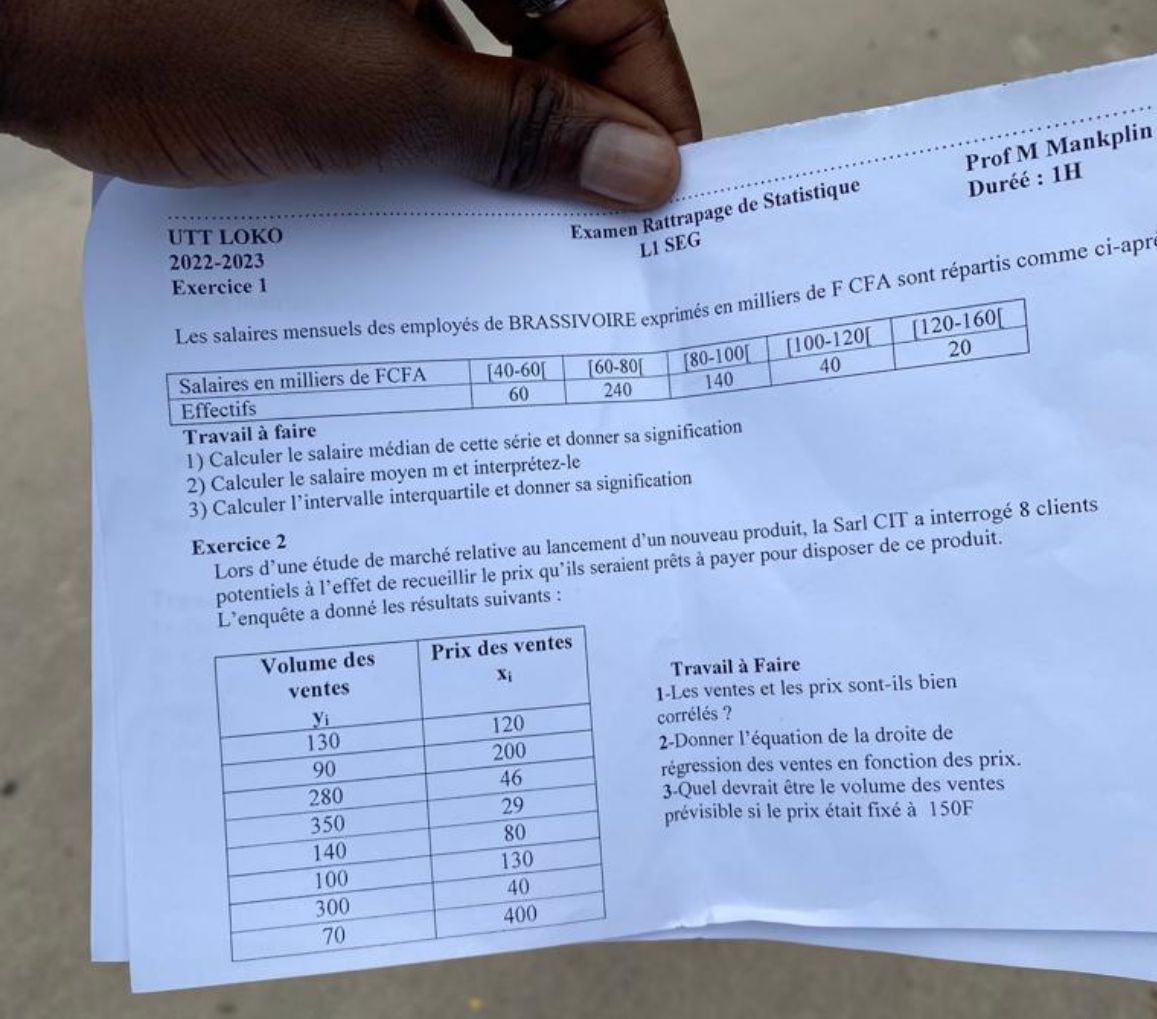 UTT LOKO
2022-2023
Exercice 1
Examen Rattrapage de Statistique
L1 SEG
Prof M Mankplin
Duréé : 1H
Les salaires mensuels des employés de BRASSIVOIRE exprimés en milliers de F CFA sont répartis comme ci-apré
Salaires en milliers de FCFA [40-60[ [60-80[ [80-100[ [100-120[ [120-160[
Effectifs 60 240 140 40 20
Travail à faire
1) Calculer le salaire médian de cette série et donner sa signification
2) Calculer le salaire moyen m et interprétez-le
3) Calculer l'intervalle interquartile et donner sa signification
Exercice 2
Lors d'une étude de marché relative au lancement d'un nouveau produit, la Sarl CIT a interrogé 8 clients
potentiels à l'effet de recueillir le prix qu'ils seraient prêts à payer pour disposer de ce produit.
L'enquête a donné les résultats suivants :
Volume des Prix des ventes
ventes xi
yi
130 120
90 200
280 46
350 29
140 80
100 130
300 40
70 400
Travail à Faire
1-Les ventes et les prix sont-ils bien
corrélés ?
2-Donner l'équation de la droite de
régression des ventes en fonction des prix.
3-Quel devrait être le volume des ventes
prévisible si le prix était fixé à 150F